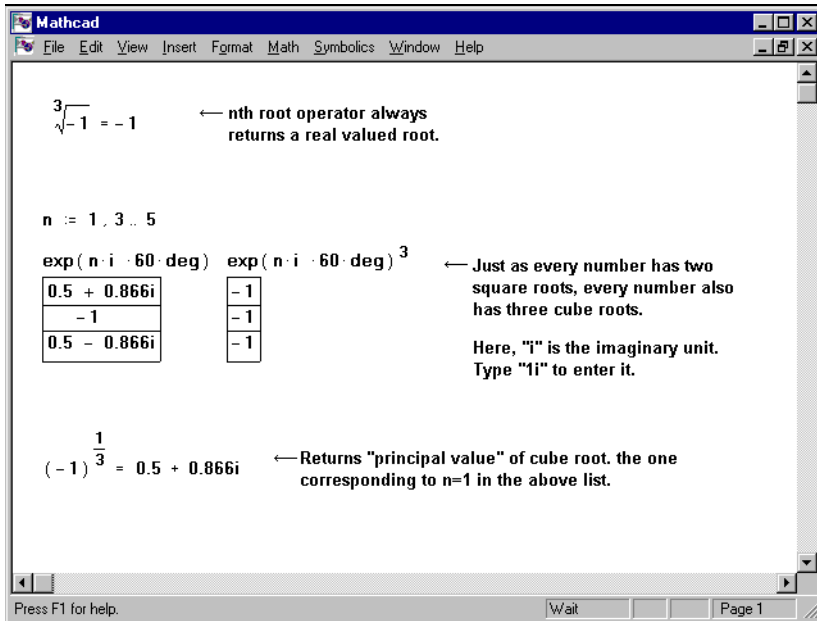 Mathcad
File Edit View Insert Format Math Symbolics Window Help
∛-1 = -1
← nth root operator always
returns a real valued root.
n := 1 , 3 .. 5
exp( n·i ·60·deg) exp( n·i ·60·deg)³
0.5 + 0.866i
-1
0.5 - 0.866i
-1
-1
-1
← Just as every number has two
square roots, every number also
has three cube roots.
Here, "i" is the imaginary unit.
Type "1i" to enter it.
(-1)^(1/3) = 0.5 + 0.866i
← Returns "principal value" of cube root. the one
corresponding to n=1 in the above list.
Press F1 for help.
Wait
Page 1